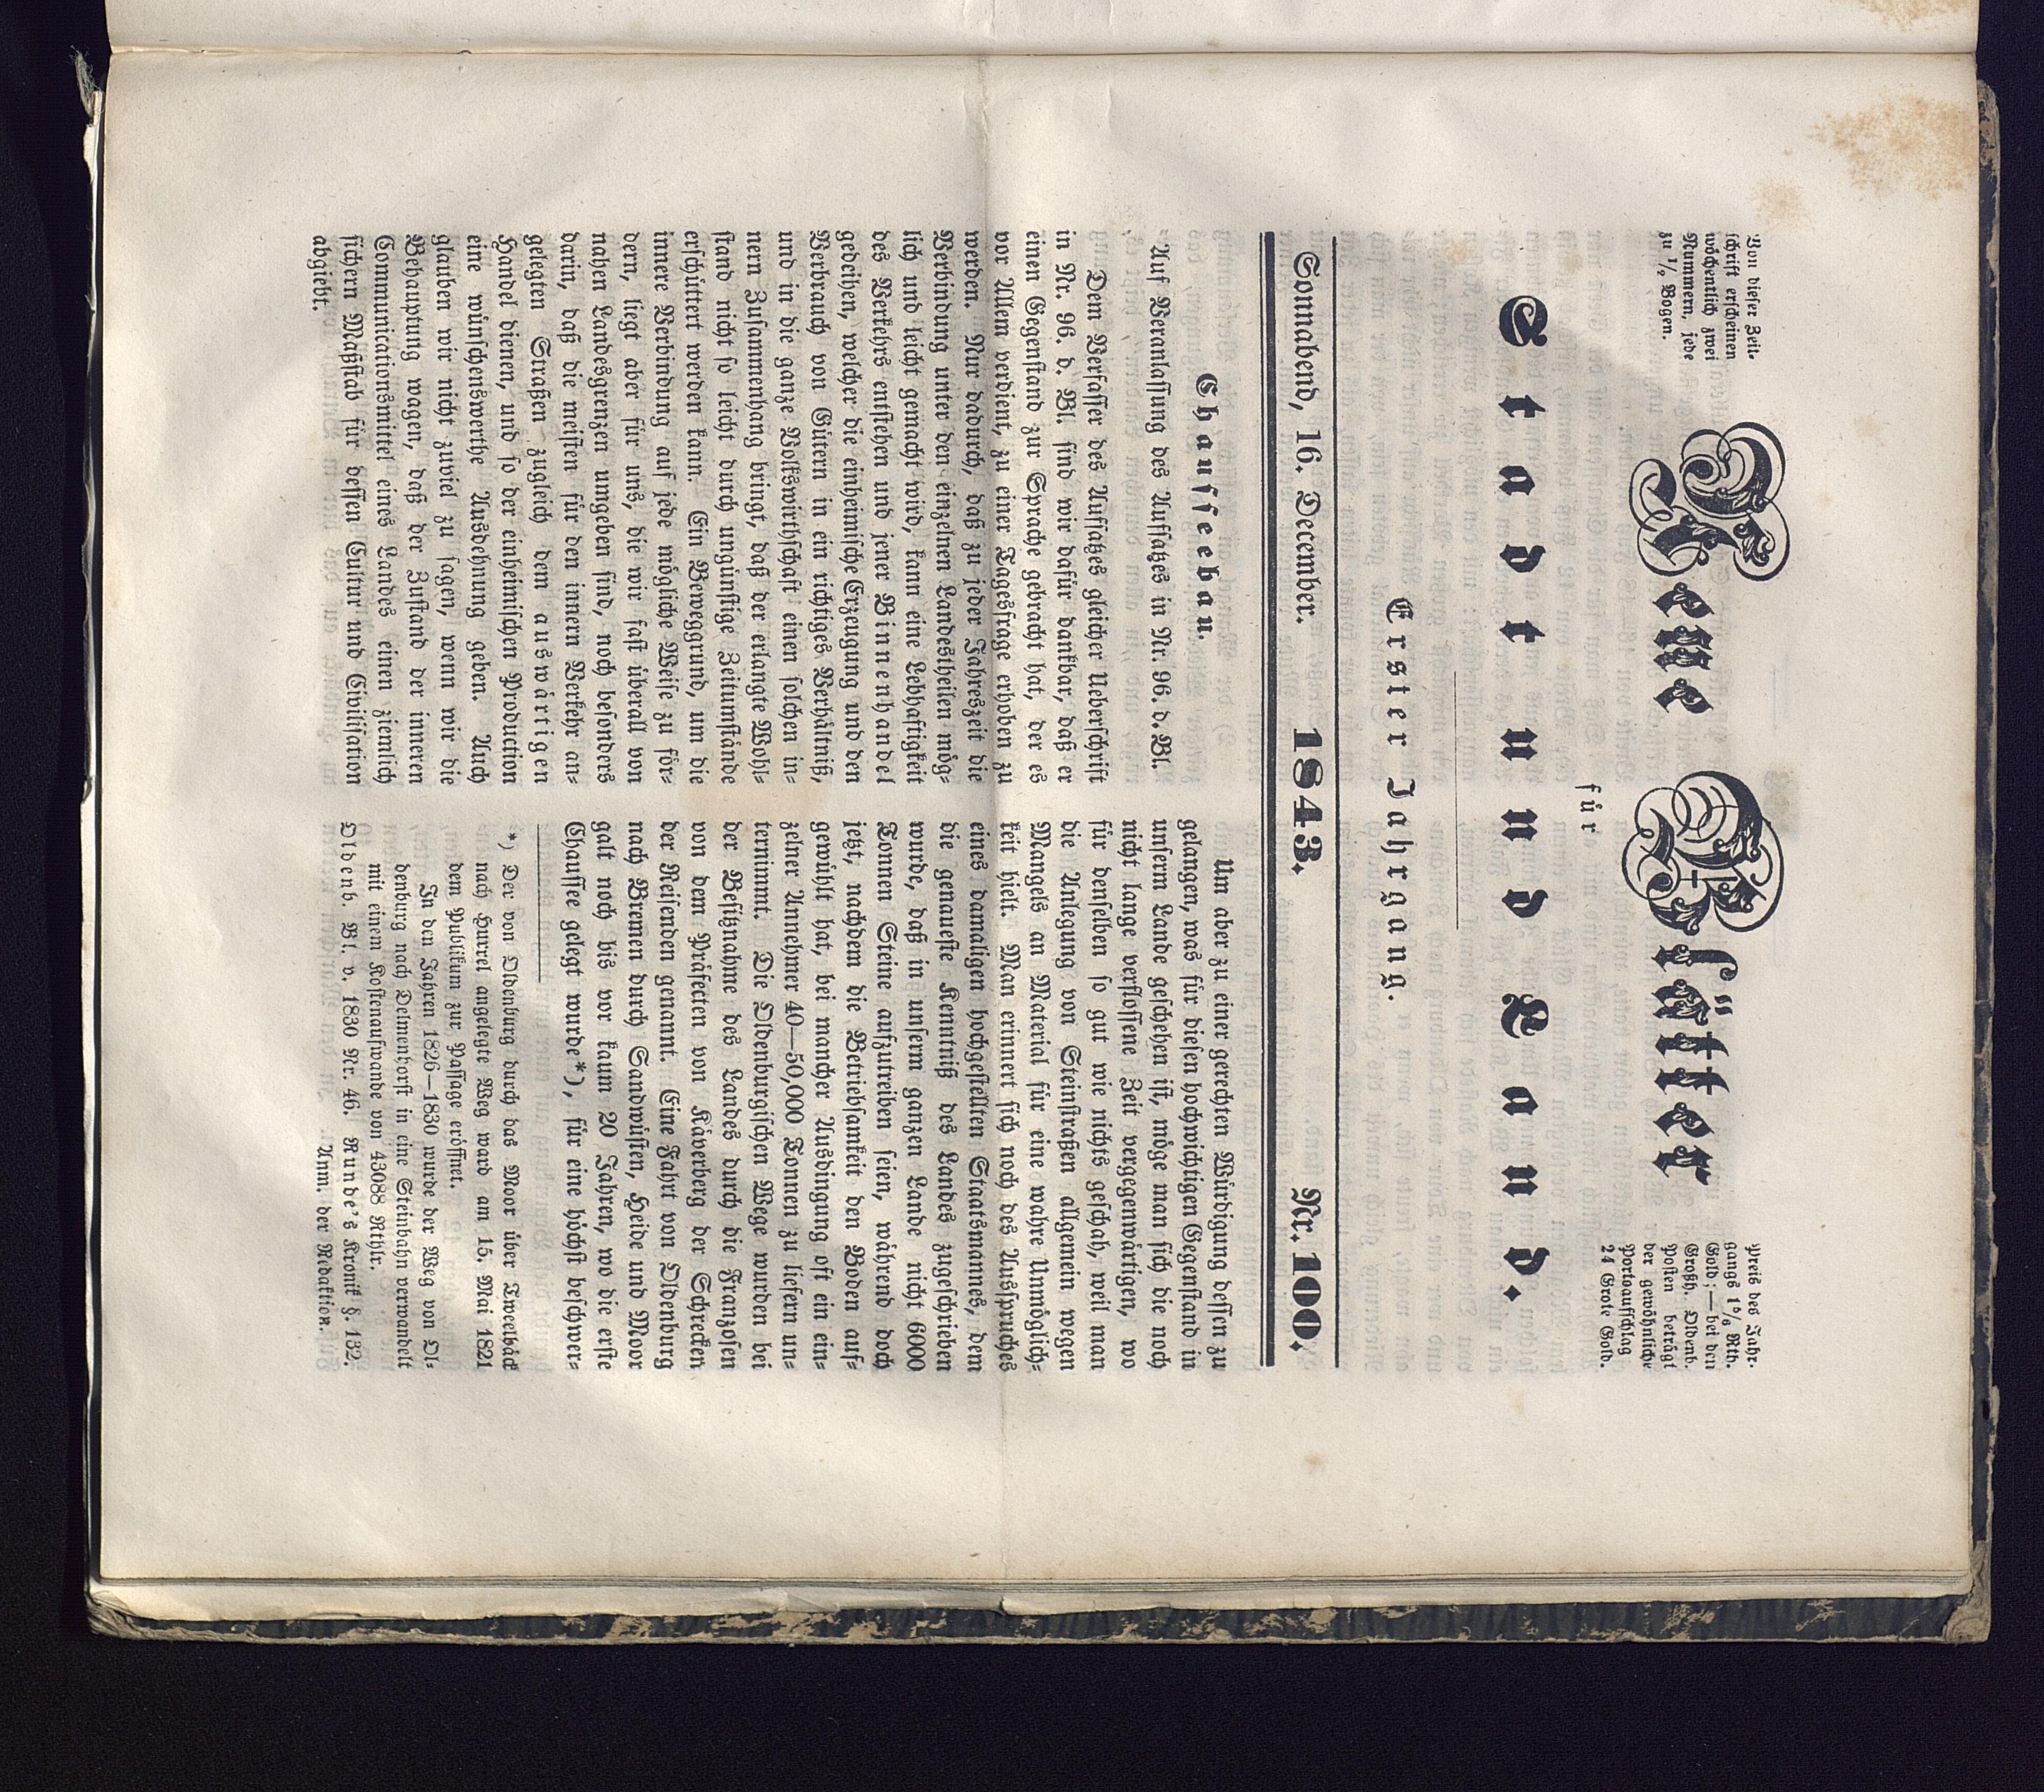 Von dieser Zeit-
schrift erscheinen
wöchentlich zwei
Nummern, jede
zu ½ Bogen.
Neue Blätter
Preis des Jahr-
gangs 1⅚ Rth.
Gold; — bei den
Großh. Oldenb.
Posten beträgt
der gewöhnliche
Portoaufschlag
24 Grote Gold.
für
Stadt und Land.
Erster Jahrgang.
Sonnabend, 16. December. 1843. Nr. 100.
Chausseebau.
Auf Veranlassung des Aufsatzes in Nr. 96. d. Bl.
Dem Verfasser des Aufsatzes gleicher Ueberschrift
in Nr. 96. d. Bl. sind wir dafür dankbar, daß er
einen Gegenstand zur Sprache gebracht hat, der es
vor Allem verdient, zu einer Tagesfrage erhoben zu
werden. Nur dadurch, daß zu jeder Jahreszeit die
Verbindung unter den einzelnen Landestheilen mög-
lich und leicht gemacht wird, kann eine Lebhaftigkeit
des Verkehrs entstehen und jener Binnenhandel
gedeihen, welcher die einheimische Erzeugung und den
Verbrauch von Gütern in ein richtiges Verhältniß,
und in die ganze Volkswirthschaft einen solchen in-
nern Zusammenhang bringt, daß der erlangte Wohl-
stand nicht so leicht durch ungünstige Zeitumstände
erschüttert werden kann. Ein Beweggrund, um die
innere Verbindung auf jede mögliche Weise zu för-
dern, liegt aber für uns, die wir fast überall von
nahen Landesgrenzen umgeben sind, noch besonders
darin, daß die meisten für den innern Verkehr an-
gelegten Straßen zugleich dem auswärtigen
Handel dienen, und so der einheimischen Production
eine wünschenswerthe Ausdehnung geben. Auch
glauben wir nicht zuviel zu sagen, wenn wir die
Behauptung wagen, daß der Zustand der inneren
Communicationsmittel eines Landes einen ziemlich
sichern Maßstab für dessen Cultur und Civilisation
abgiebt.
Um aber zu einer gerechten Würdigung dessen zu
gelangen, was für diesen hochwichtigen Gegenstand in
unserm Lande geschehen ist, möge man sich die noch
nicht lange verflossene Zeit vergegenwärtigen, wo
für denselben so gut wie nichts geschah, weil man
die Anlegung von Steinstraßen allgemein wegen
Mangels an Material für eine wahre Unmöglich-
keit hielt. Man erinnert sich noch des Ausspruches
eines damaligen hochgestellten Staatsmannes, dem
die genaueste Kenntniß des Landes zugeschrieben
wurde, daß in unserm ganzen Lande nicht 6000
Tonnen Steine aufzutreiben seien, während doch
jetzt, nachdem die Betriebsamkeit den Boden auf-
gewühlt hat, bei mancher Ausdingung oft ein ein-
zelner Annehmer 40—50,000 Tonnen zu liefern un-
ternimmt. Die Oldenburgischen Wege wurden bei
der Besitznahme des Landes durch die Franzosen
von dem Präfecten von Käverberg der Schrecken
der Reisenden genannt. Eine Fahrt von Oldenburg
nach Bremen durch Sandwüsten, Heide und Moor
galt noch bis vor kaum 20 Jahren, wo die erste
Chaussee gelegt wurde*), für eine höchst beschwer-
*) Der von Oldenburg durch das Moor über Tweelbäck
nach Hurrel angelegte Weg ward am 15. Mai 1821
dem Publikum zur Passage eröffnet.
In den Jahren 1826—1830 wurde der Weg von Ol-
denburg nach Delmenhorst in eine Steinbahn verwandelt
mit einem Kostenaufwande von 43088 Rthlr.
Oldenb. Bl. v. 1830 Nr. 46. Runde's Kronik §. 132.
Anm. der Redaktion.